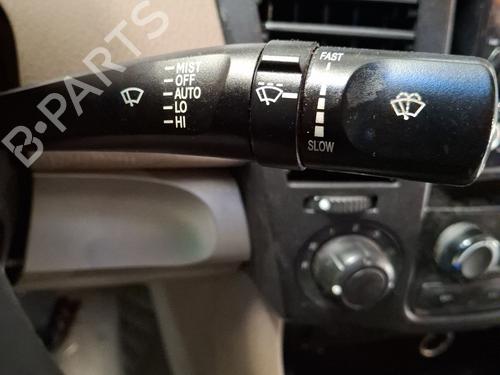 MIST
OFF
AUTO
LO
HI
FAST
SLOW
B-PARTS